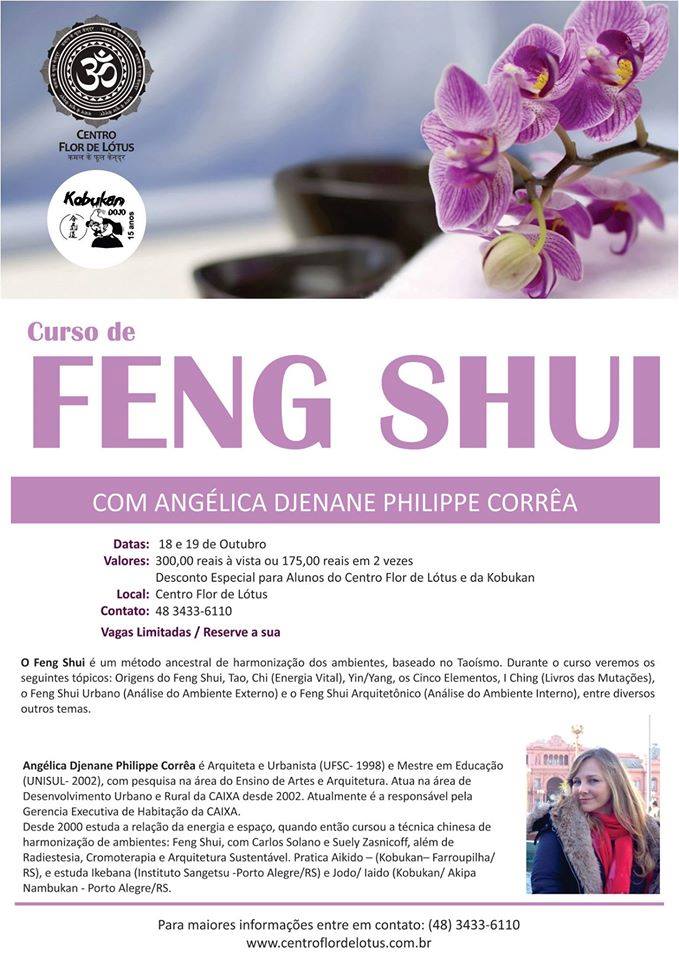 ॐ
CENTRO
FLOR DE LÓTUS
कमल के फूल केन्द्र
Kobukan
DOJO
15 anos
Curso de
FENG SHUI
COM ANGÉLICA DJENANE PHILIPPE CORRÊA
Datas: 18 e 19 de Outubro
Valores: 300,00 reais à vista ou 175,00 reais em 2 vezes
Desconto Especial para Alunos do Centro Flor de Lótus e da Kobukan
Local: Centro Flor de Lótus
Contato: 48 3433-6110
Vagas Limitadas / Reserve a sua
O Feng Shui é um método ancestral de harmonização dos ambientes, baseado no Taoísmo. Durante o curso veremos os
seguintes tópicos: Origens do Feng Shui, Tao, Chi (Energia Vital), Yin/Yang, os Cinco Elementos, I Ching (Livros das Mutações),
o Feng Shui Urbano (Análise do Ambiente Externo) e o Feng Shui Arquitetônico (Análise do Ambiente Interno), entre diversos
outros temas.
Angélica Djenane Philippe Corrêa é Arquiteta e Urbanista (UFSC- 1998) e Mestre em Educação
(UNISUL- 2002), com pesquisa na área do Ensino de Artes e Arquitetura. Atua na área de
Desenvolvimento Urbano e Rural da CAIXA desde 2002. Atualmente é a responsável pela
Gerencia Executiva de Habitação da CAIXA.
Desde 2000 estuda a relação da energia e espaço, quando então cursou a técnica chinesa de
harmonização de ambientes: Feng Shui, com Carlos Solano e Suely Zasnicoff, além de
Radiestesia, Cromoterapia e Arquitetura Sustentável. Pratica Aikido – (Kobukan– Farroupilha/
RS), e estuda Ikebana (Instituto Sangetsu -Porto Alegre/RS) e Jodo/ Iaido (Kobukan/ Akipa
Nambukan - Porto Alegre/RS.
Para maiores informações entre em contato: (48) 3433-6110
www.centroflordelotus.com.br